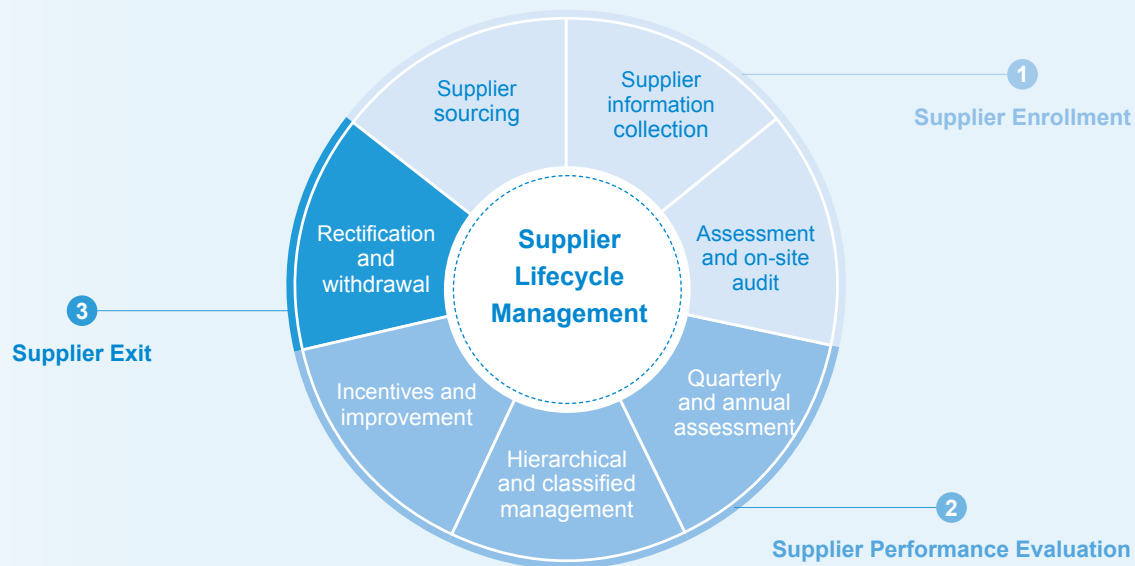 Supplier
sourcing
Supplier
information
collection
1
Supplier Enrollment
Assessment
and on-site
audit
Supplier
Lifecycle
Management
Rectification
and
withdrawal
3
Supplier Exit
Quarterly
and annual
assessment
Incentives and
improvement
Hierarchical
and classified
management
2
Supplier Performance Evaluation